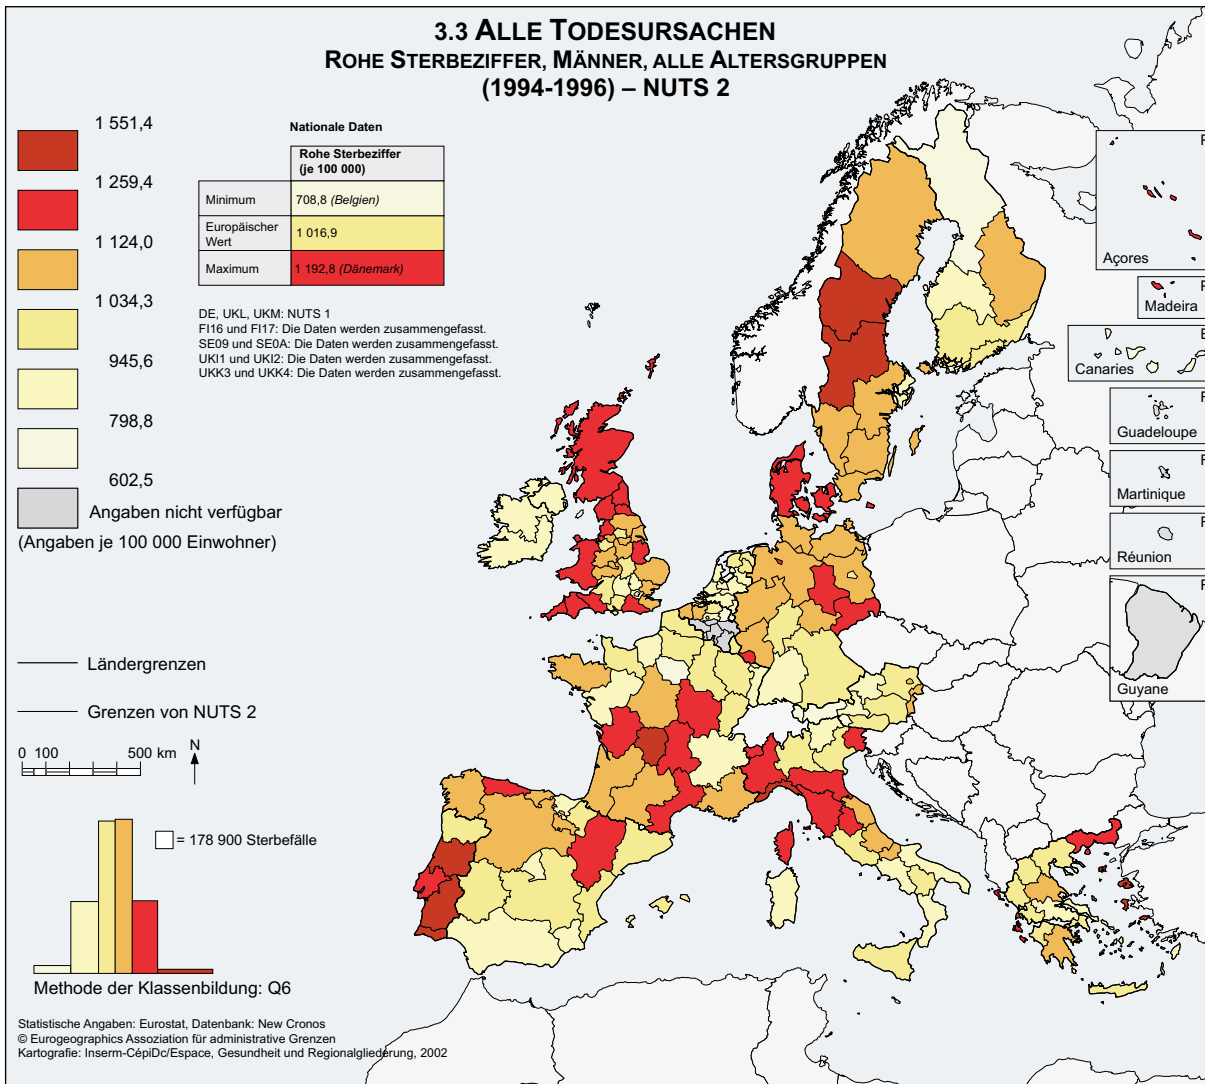 3.3 ALLE TODESURSACHEN
ROHE STERBEZIFFER, MÄNNER, ALLE ALTERSGRUPPEN
(1994-1996) – NUTS 2
1 551,4
1 259,4
1 124,0
1 034,3
945,6
798,8
602,5
Angaben nicht verfügbar
(Angaben je 100 000 Einwohner)
Nationale Daten
Rohe Sterbeziffer
(je 100 000)
Minimum
708,8 (Belgien)
Europäischer
Wert
1 016,9
Maximum
1 192,8 (Dänemark)
DE, UKL, UKM: NUTS 1
FI16 und FI17: Die Daten werden zusammengefasst.
SE09 und SE0A: Die Daten werden zusammengefasst.
UKI1 und UKI2: Die Daten werden zusammengefasst.
UKK3 und UKK4: Die Daten werden zusammengefasst.
Ländergrenzen
Grenzen von NUTS 2
0 100 500 km
N
= 178 900 Sterbefälle
Methode der Klassenbildung: Q6
Statistische Angaben: Eurostat, Datenbank: New Cronos
© Eurogeographics Assoziation für administrative Grenzen
Kartografie: Inserm-CépiDc/Espace, Gesundheit und Regionalgliederung, 2002
Açores
Madeira
Canaries
Guadeloupe
Martinique
Réunion
Guyane